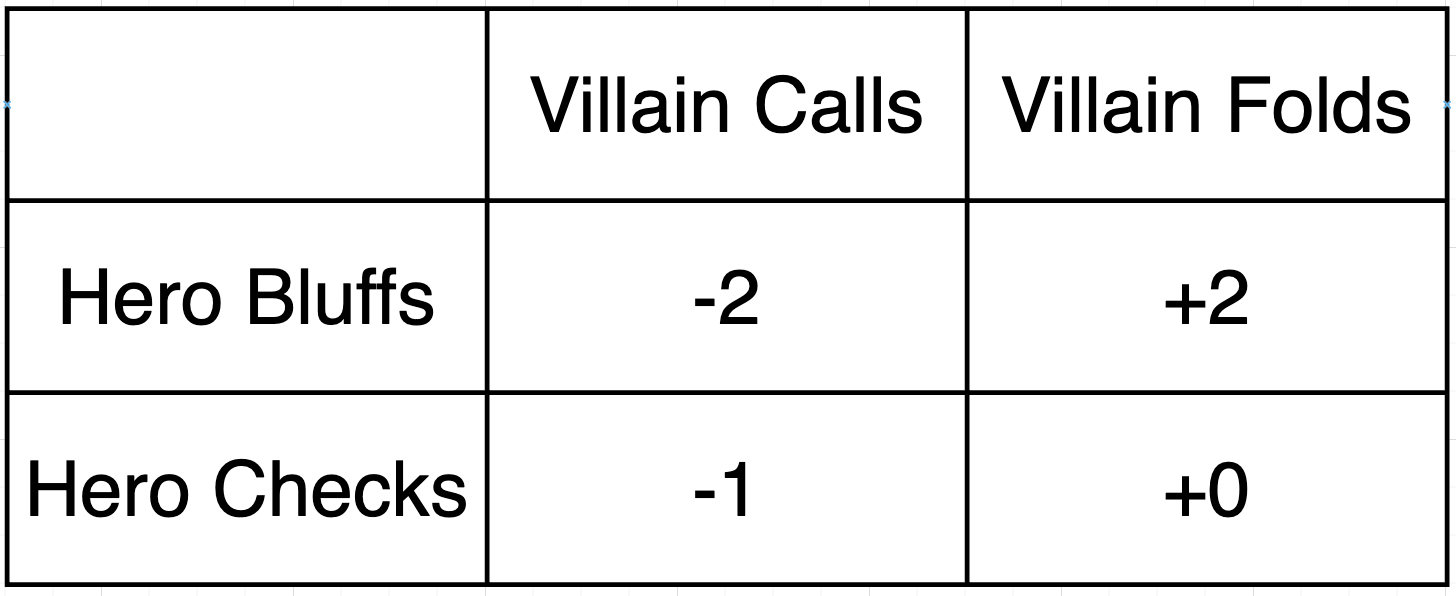 Villain Calls Villain Folds
Hero Bluffs -2 +2
Hero Checks -1 +0